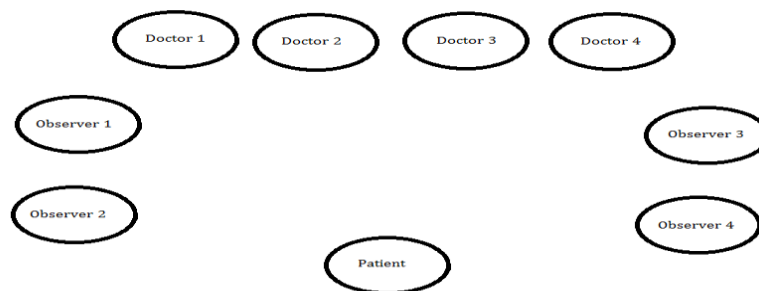 Doctor 1
Doctor 2
Doctor 3
Doctor 4
Observer 1
Observer 3
Observer 2
Observer 4
Patient